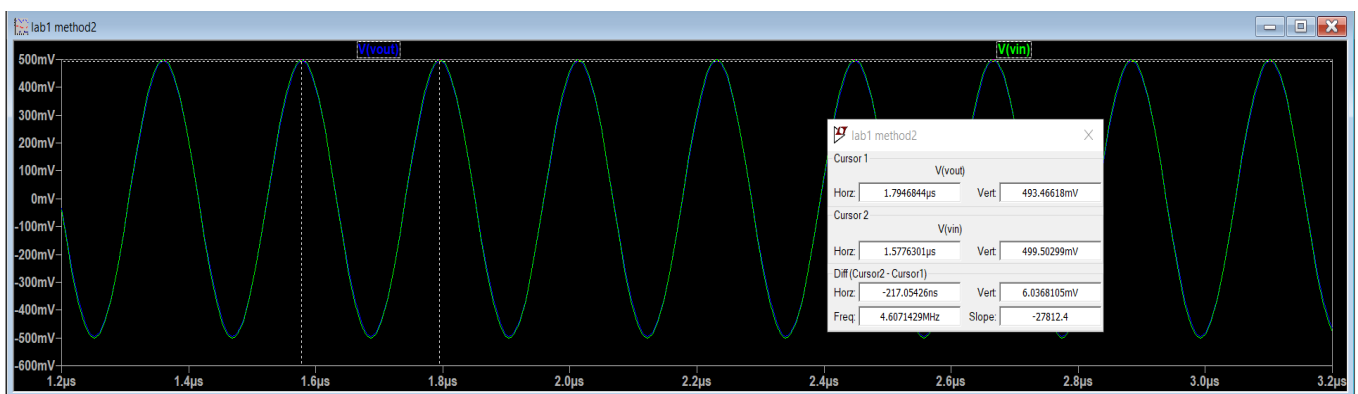 lab1 method2
V(vout) V(vin)
500mV
400mV
300mV
200mV
100mV
0mV
-100mV
-200mV
-300mV
-400mV
-500mV
-600mV
1.2µs 1.4µs 1.6µs 1.8µs 2.0µs 2.2µs 2.4µs 2.6µs 2.8µs 3.0µs 3.2µs
lab1 method2
Cursor 1
V(vout)
Horz: 1.7946844µs Vert: 493.46618mV
Cursor 2
V(vin)
Horz: 1.5776301µs Vert: 499.50299mV
Diff (Cursor2 - Cursor1)
Horz: -217.05426ns Vert: 6.0368105mV
Freq: 4.6071429MHz Slope: -27812.4